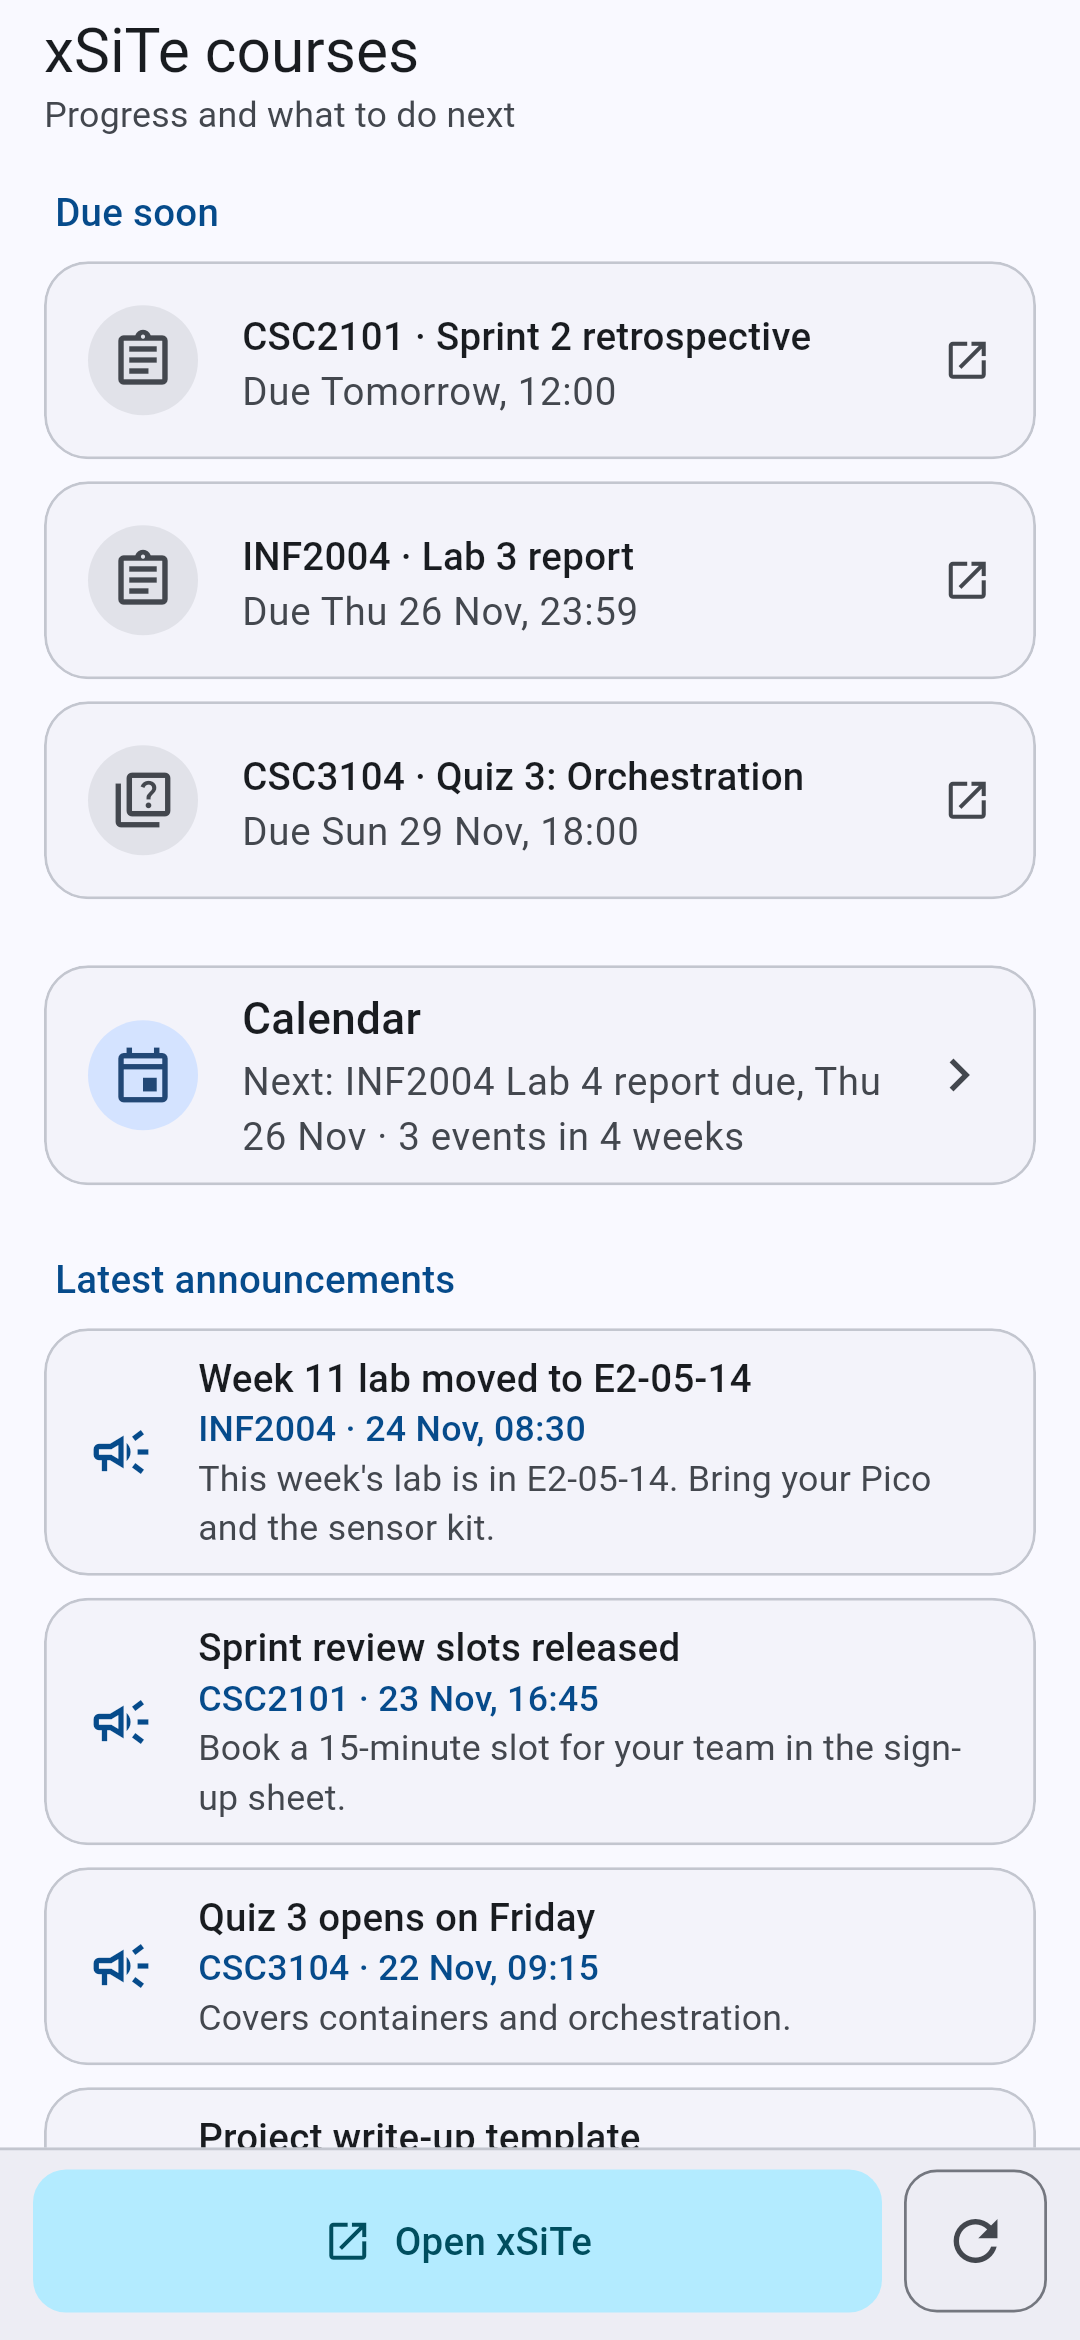 xSiTe courses
Progress and what to do next
Due soon
CSC2101 · Sprint 2 retrospective
Due Tomorrow, 12:00
INF2004 · Lab 3 report
Due Thu 26 Nov, 23:59
CSC3104 · Quiz 3: Orchestration
Due Sun 29 Nov, 18:00
Calendar
Next: INF2004 Lab 4 report due, Thu
26 Nov · 3 events in 4 weeks
Latest announcements
Week 11 lab moved to E2-05-14
INF2004 · 24 Nov, 08:30
This week's lab is in E2-05-14. Bring your Pico
and the sensor kit.
Sprint review slots released
CSC2101 · 23 Nov, 16:45
Book a 15-minute slot for your team in the sign-
up sheet.
Quiz 3 opens on Friday
CSC3104 · 22 Nov, 09:15
Covers containers and orchestration.
Project write-up template
Open xSiTe